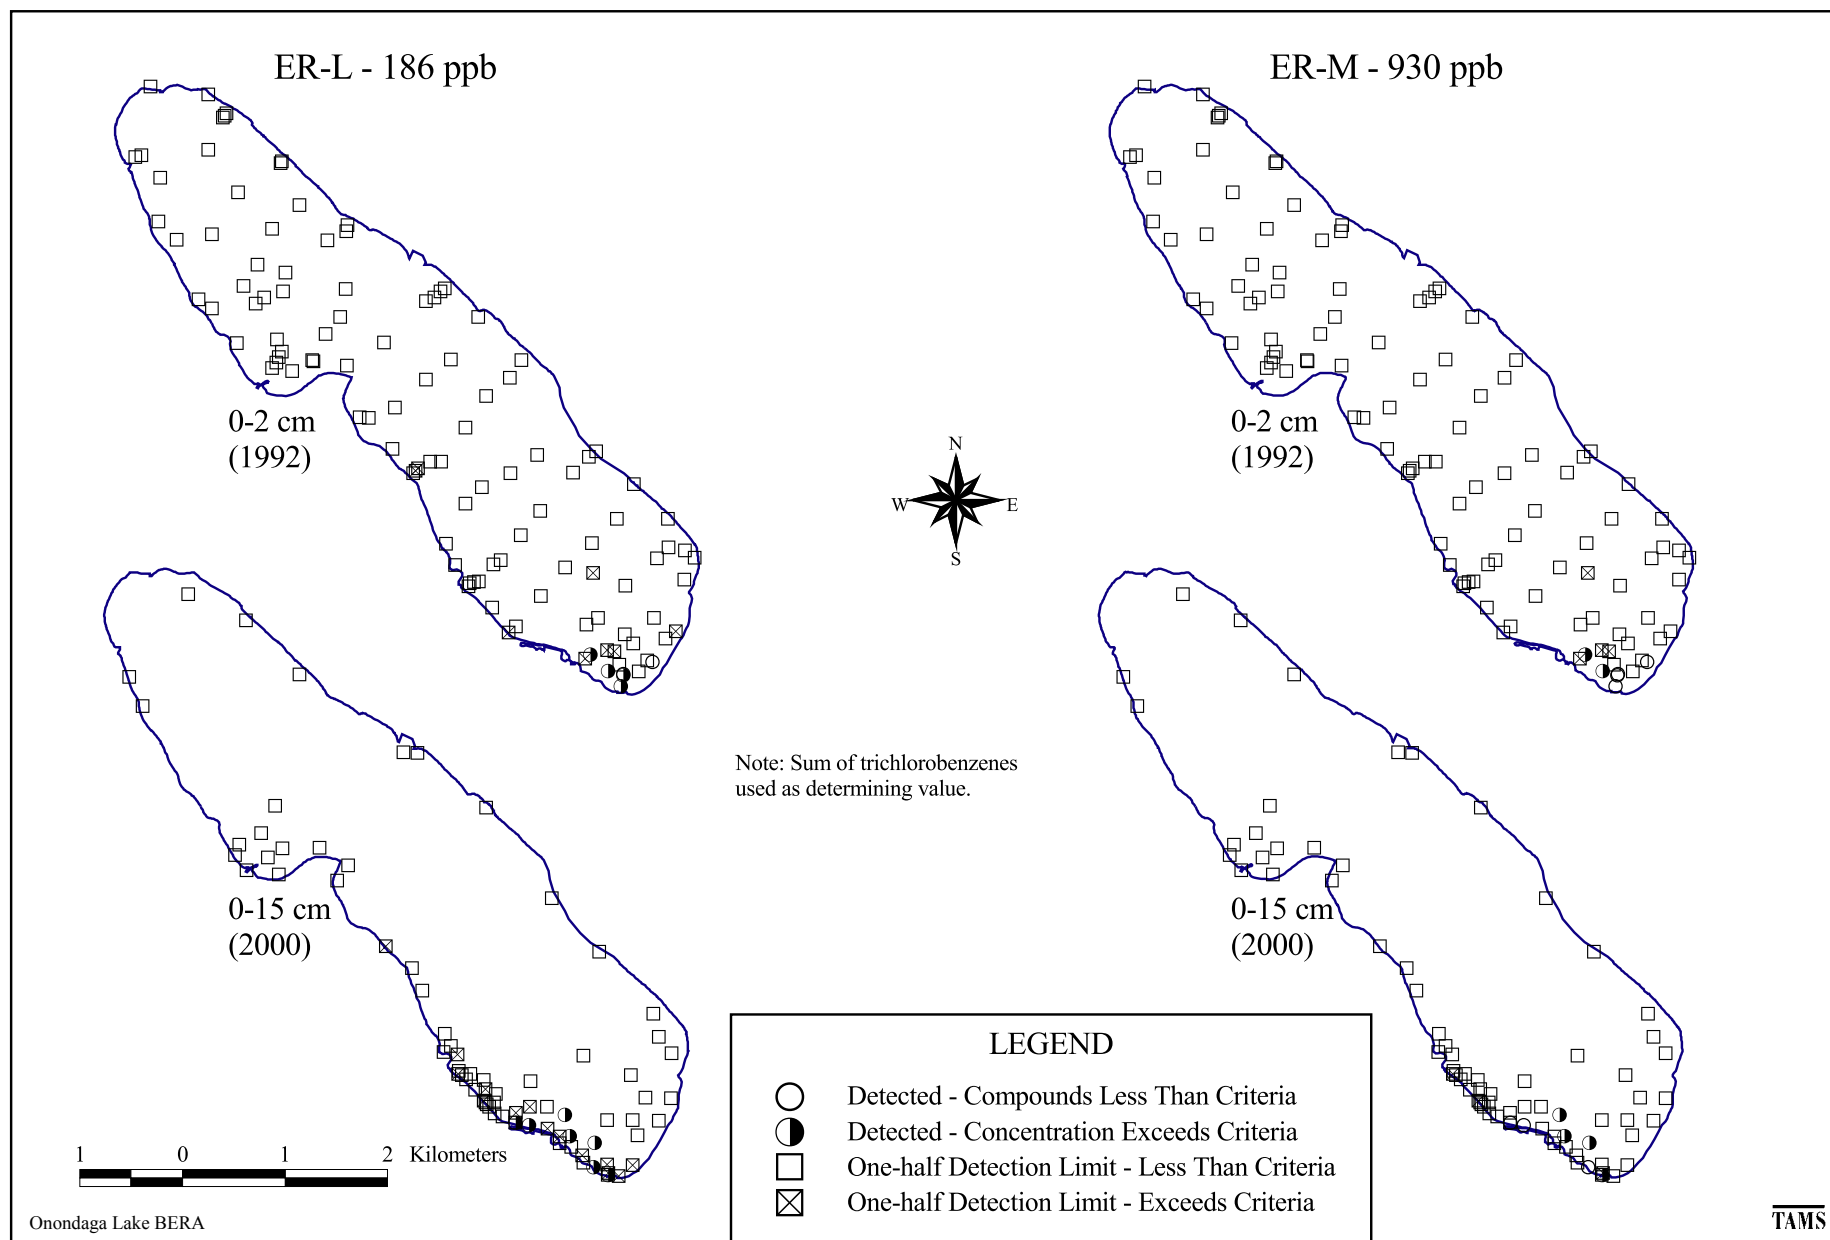 ER-L - 186 ppb
ER-M - 930 ppb
0-2 cm
(1992)
0-2 cm
(1992)
N
W
E
S
Note: Sum of trichlorobenzenes
used as determining value.
0-15 cm
(2000)
0-15 cm
(2000)
LEGEND
Detected - Compounds Less Than Criteria
Detected - Concentration Exceeds Criteria
One-half Detection Limit - Less Than Criteria
One-half Detection Limit - Exceeds Criteria
1 0 1 2 Kilometers
Onondaga Lake BERA
TAMS